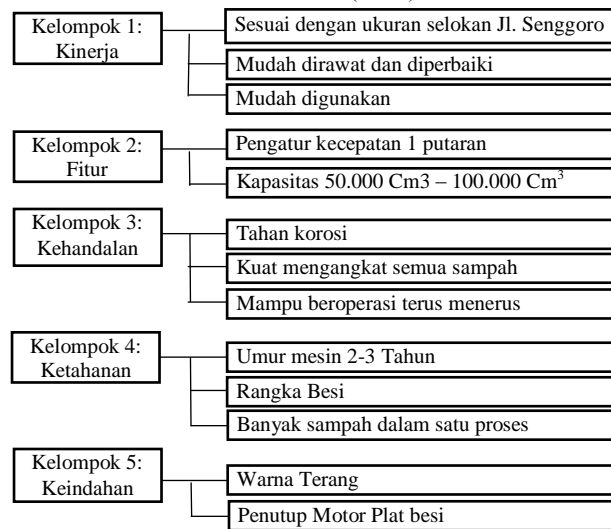 Kelompok 1:
Kinerja
Sesuai dengan ukuran selokan Jl. Senggoro
Mudah dirawat dan diperbaiki
Mudah digunakan
Kelompok 2:
Fitur
Pengatur kecepatan 1 putaran
Kapasitas 50.000 Cm3 – 100.000 Cm³
Kelompok 3:
Kehandalan
Tahan korosi
Kuat mengangkat semua sampah
Mampu beroperasi terus menerus
Kelompok 4:
Ketahanan
Umur mesin 2-3 Tahun
Rangka Besi
Banyak sampah dalam satu proses
Kelompok 5:
Keindahan
Warna Terang
Penutup Motor Plat besi